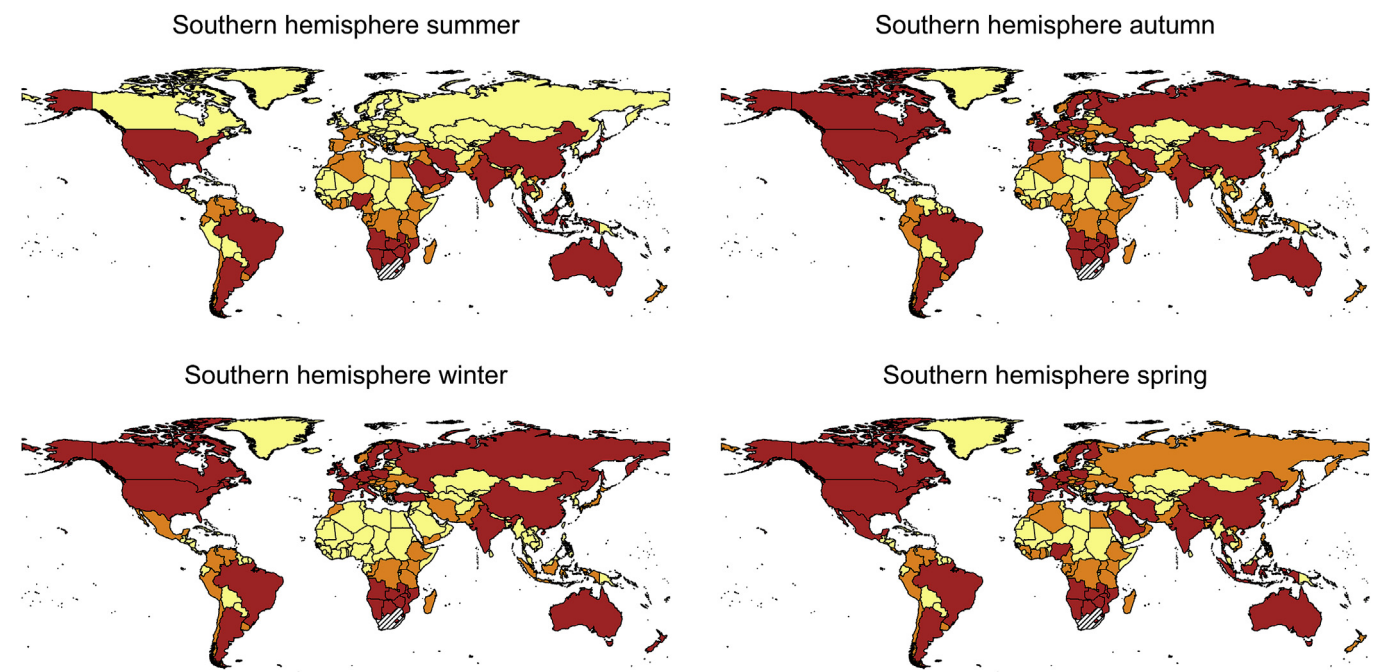 Southern hemisphere summer
Southern hemisphere autumn
Southern hemisphere winter
Southern hemisphere spring